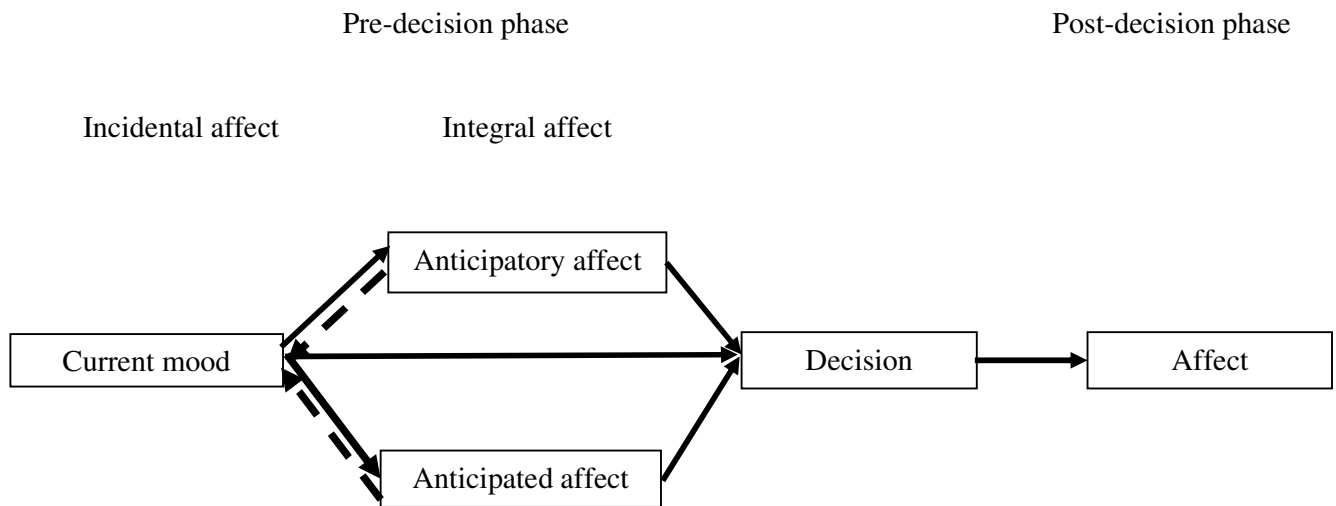 Pre-decision phase
Post-decision phase
Incidental affect
Integral affect
Anticipatory affect
Current mood
Decision
Affect
Anticipated affect